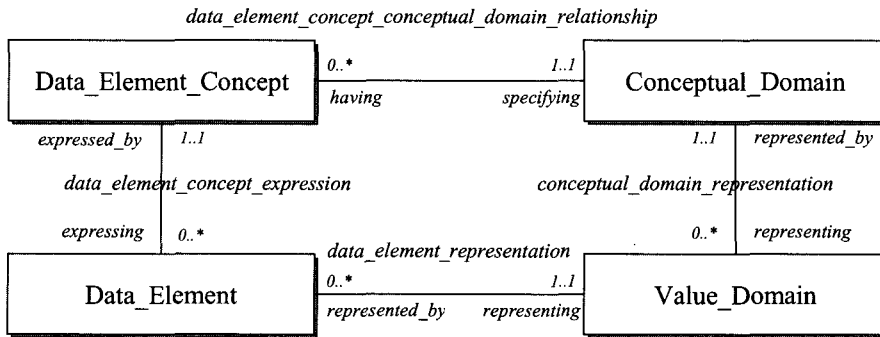 data_element_concept_conceptual_domain_relationship
Data_Element_Concept
0..*
1..1
Conceptual_Domain
having
specifying
expressed_by
1..1
1..1
represented_by
data_element_concept_expression
conceptual_domain_representation
expressing
0..*
0..*
representing
data_element_representation
Data_Element
0..*
1..1
Value_Domain
represented_by
representing